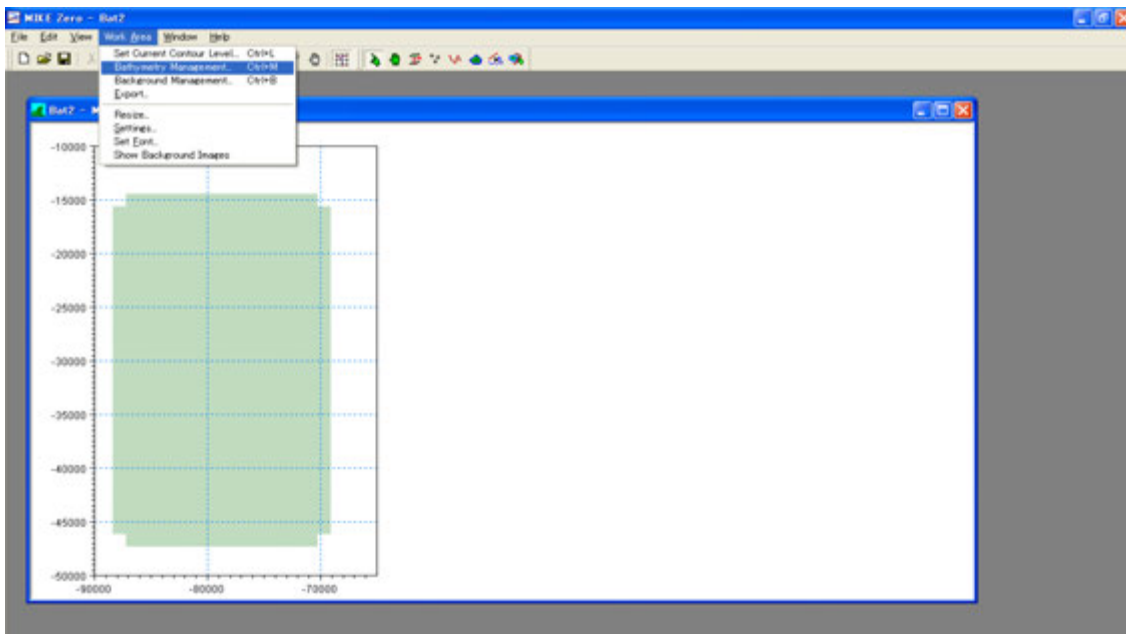 MIKE Zero - Bat2
File Edit View Work Area Window Help
Set Current Contour Level... Ctrl+L
Bathymetry Management... Ctrl+M
Background Management... Ctrl+B
Export...
Resize...
Settings...
Set Font...
Show Background Images
Bat2 -
-10000
-15000
-20000
-25000
-30000
-35000
-40000
-45000
-50000
-90000 -80000 -70000